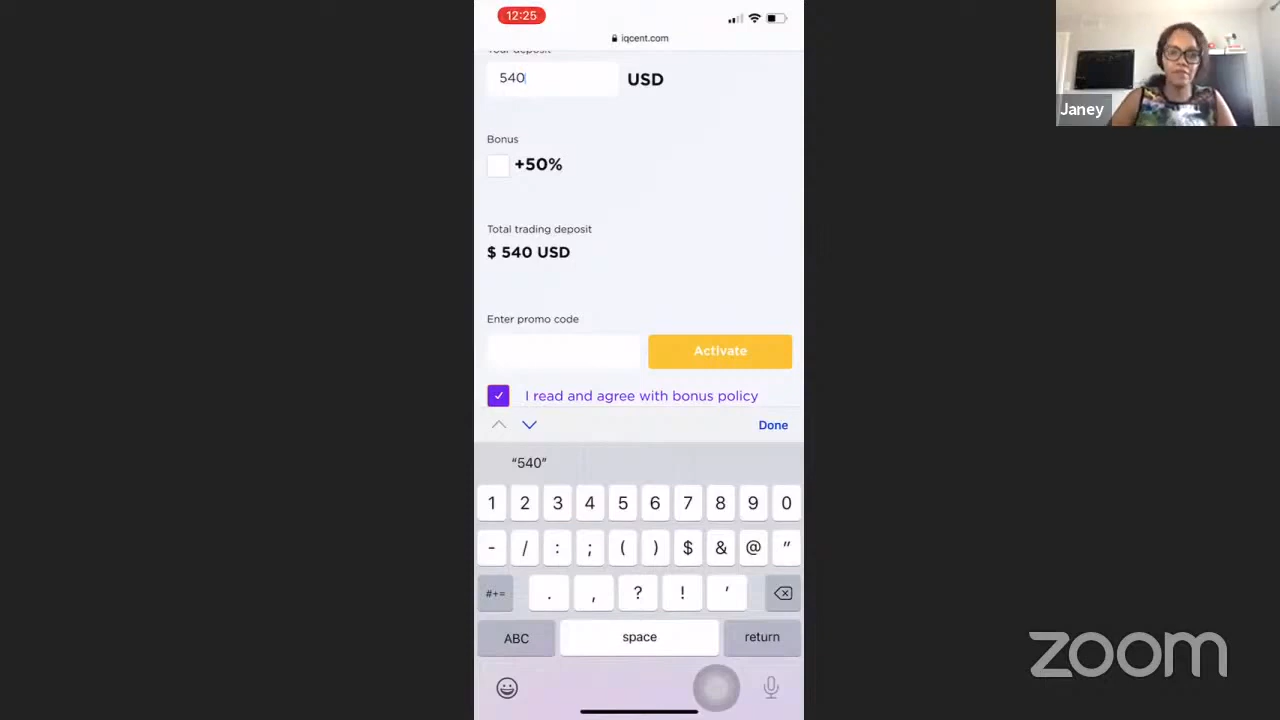 12:25
iqcent.com
Your deposit
540
USD
Bonus
+50%
Total trading deposit
$ 540 USD
Enter promo code
Activate
I read and agree with bonus policy
Done
“540”
1 2 3 4 5 6 7 8 9 0
- / : ; ( ) $ & @ "
#+= . , ? ! '
ABC space return
Janey
zoom